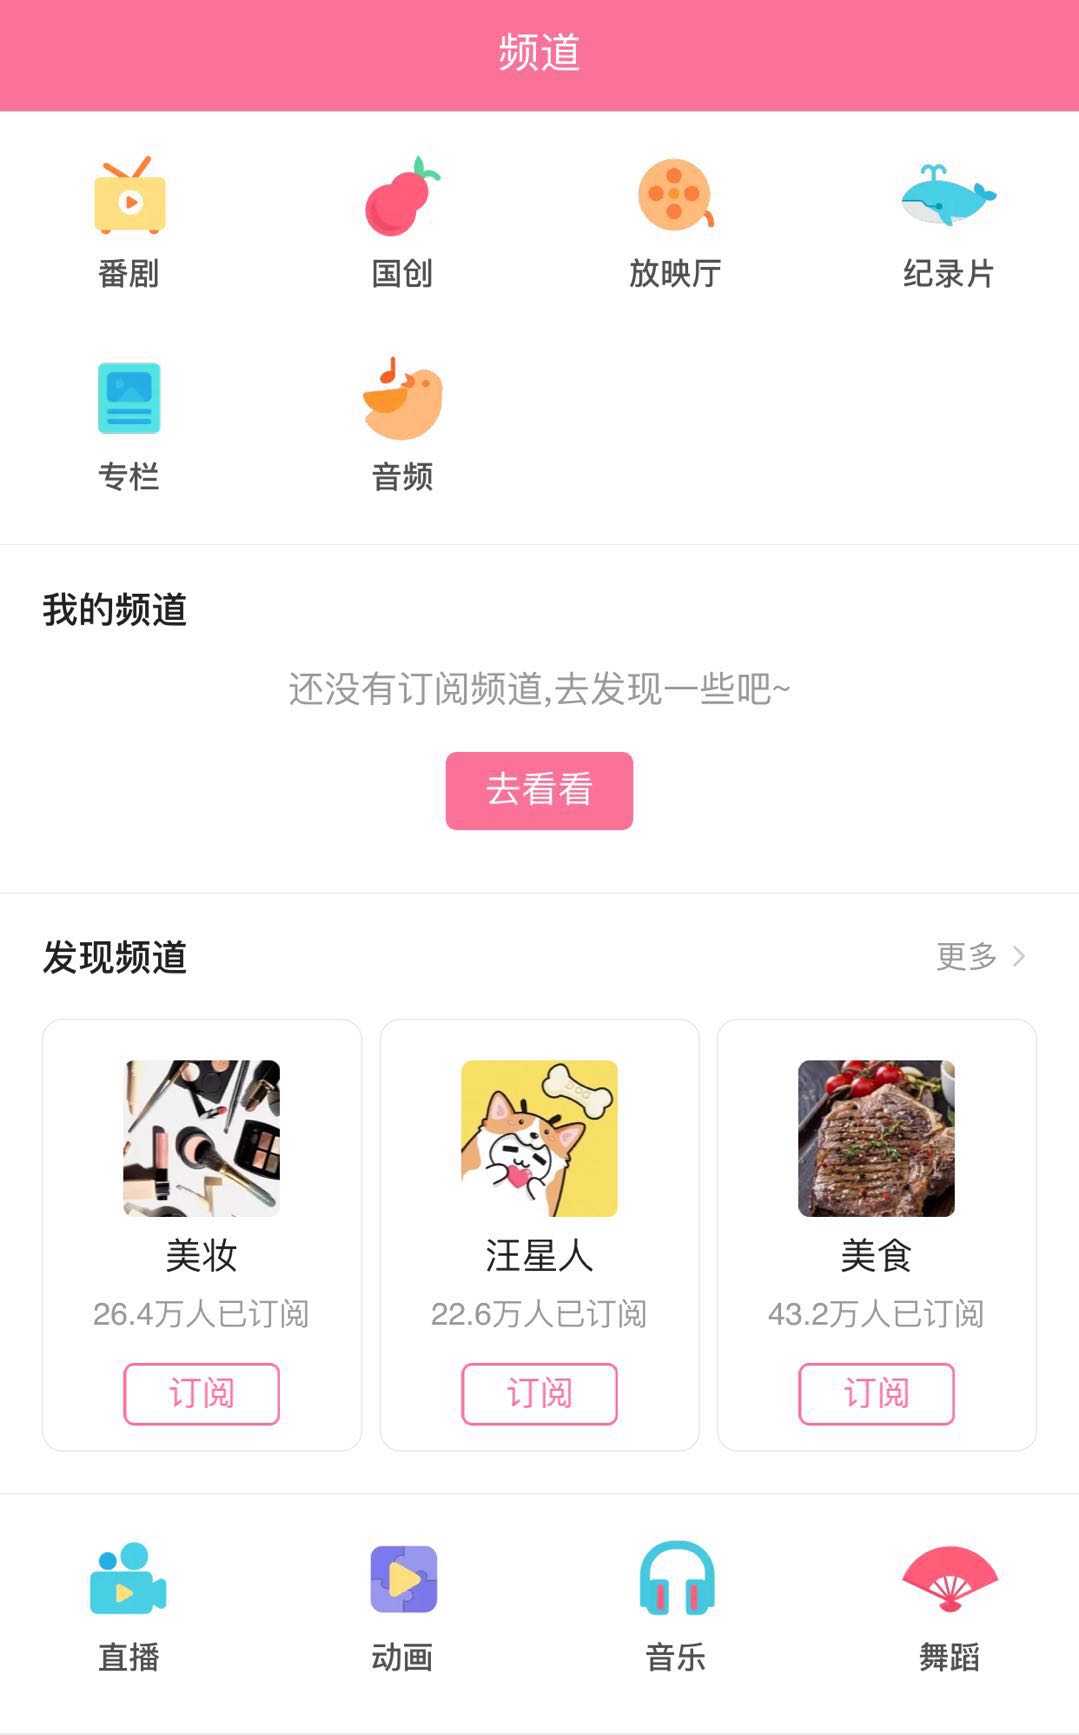 频道
番剧 国创 放映厅 纪录片
专栏 音频
我的频道
还没有订阅频道,去发现一些吧~
去看看
发现频道 更多
DOG
美妆 汪星人 美食
26.4万人已订阅 22.6万人已订阅 43.2万人已订阅
订阅 订阅 订阅
直播 动画 音乐 舞蹈